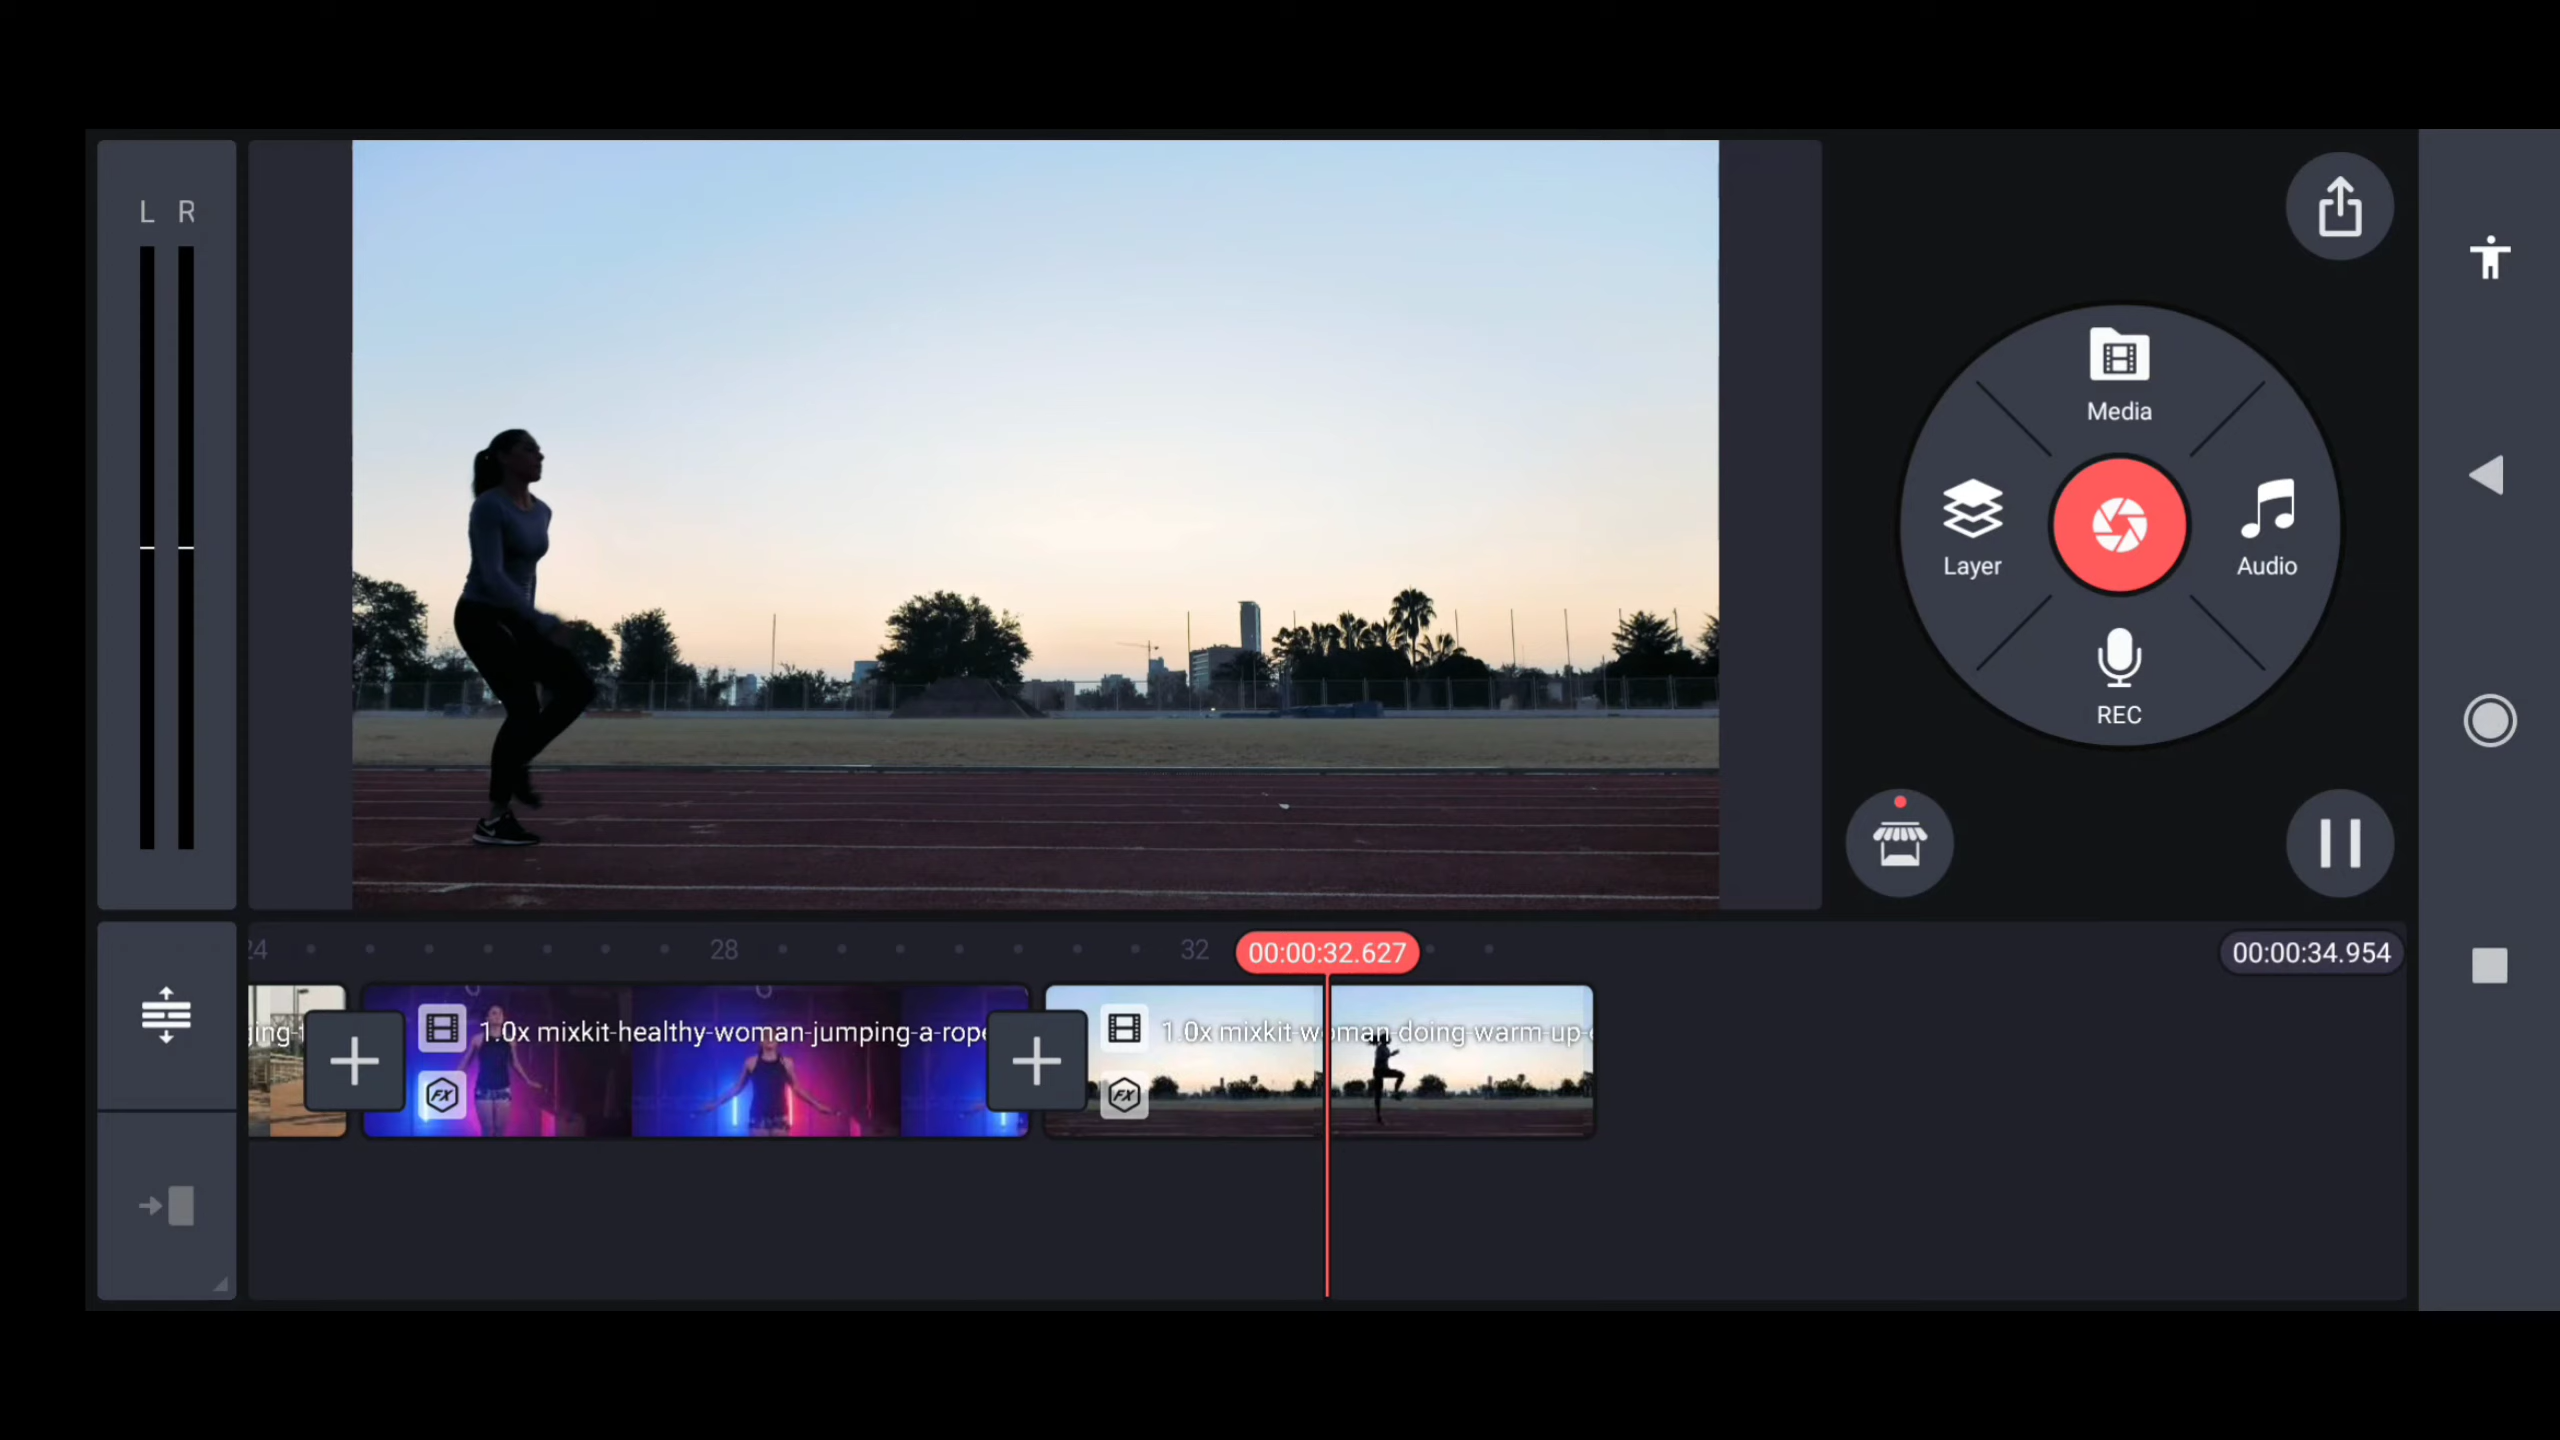 L R
Media
Layer
Audio
REC
24
28
32
00:00:32.627
00:00:34.954
1.0x mixkit-healthy-woman-jumping-a-rope
1.0x mixkit-woman-doing-warm-up-